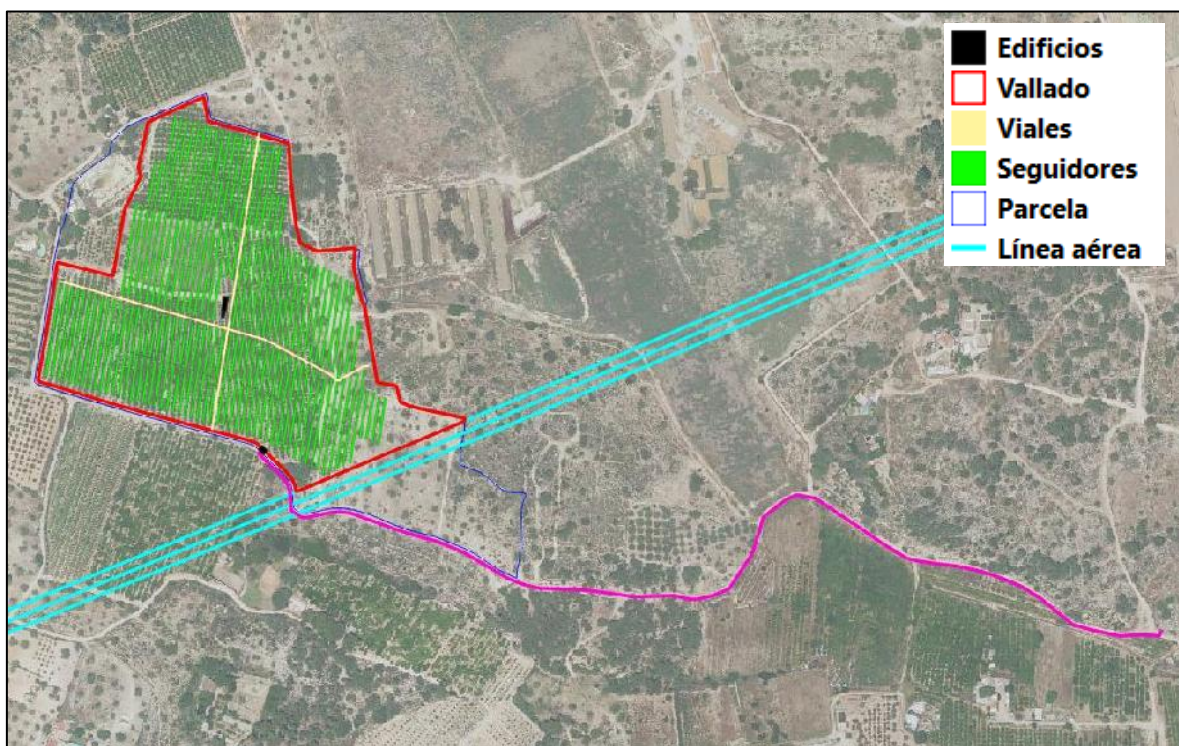 Edificios
Vallado
Viales
Seguidores
Parcela
Línea aérea